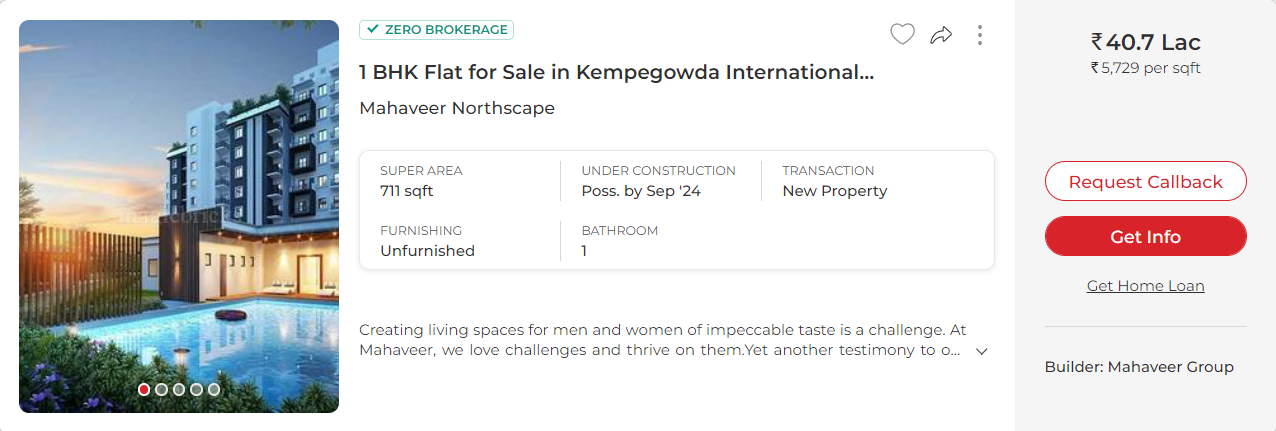 ZERO BROKERAGE
1 BHK Flat for Sale in Kempegowda International...
Mahaveer Northscape
SUPER AREA
711 sqft
UNDER CONSTRUCTION
Poss. by Sep '24
TRANSACTION
New Property
FURNISHING
Unfurnished
BATHROOM
1
Creating living spaces for men and women of impeccable taste is a challenge. At
Mahaveer, we love challenges and thrive on them.Yet another testimony to o...
₹40.7 Lac
₹5,729 per sqft
Request Callback
Get Info
Get Home Loan
Builder: Mahaveer Group